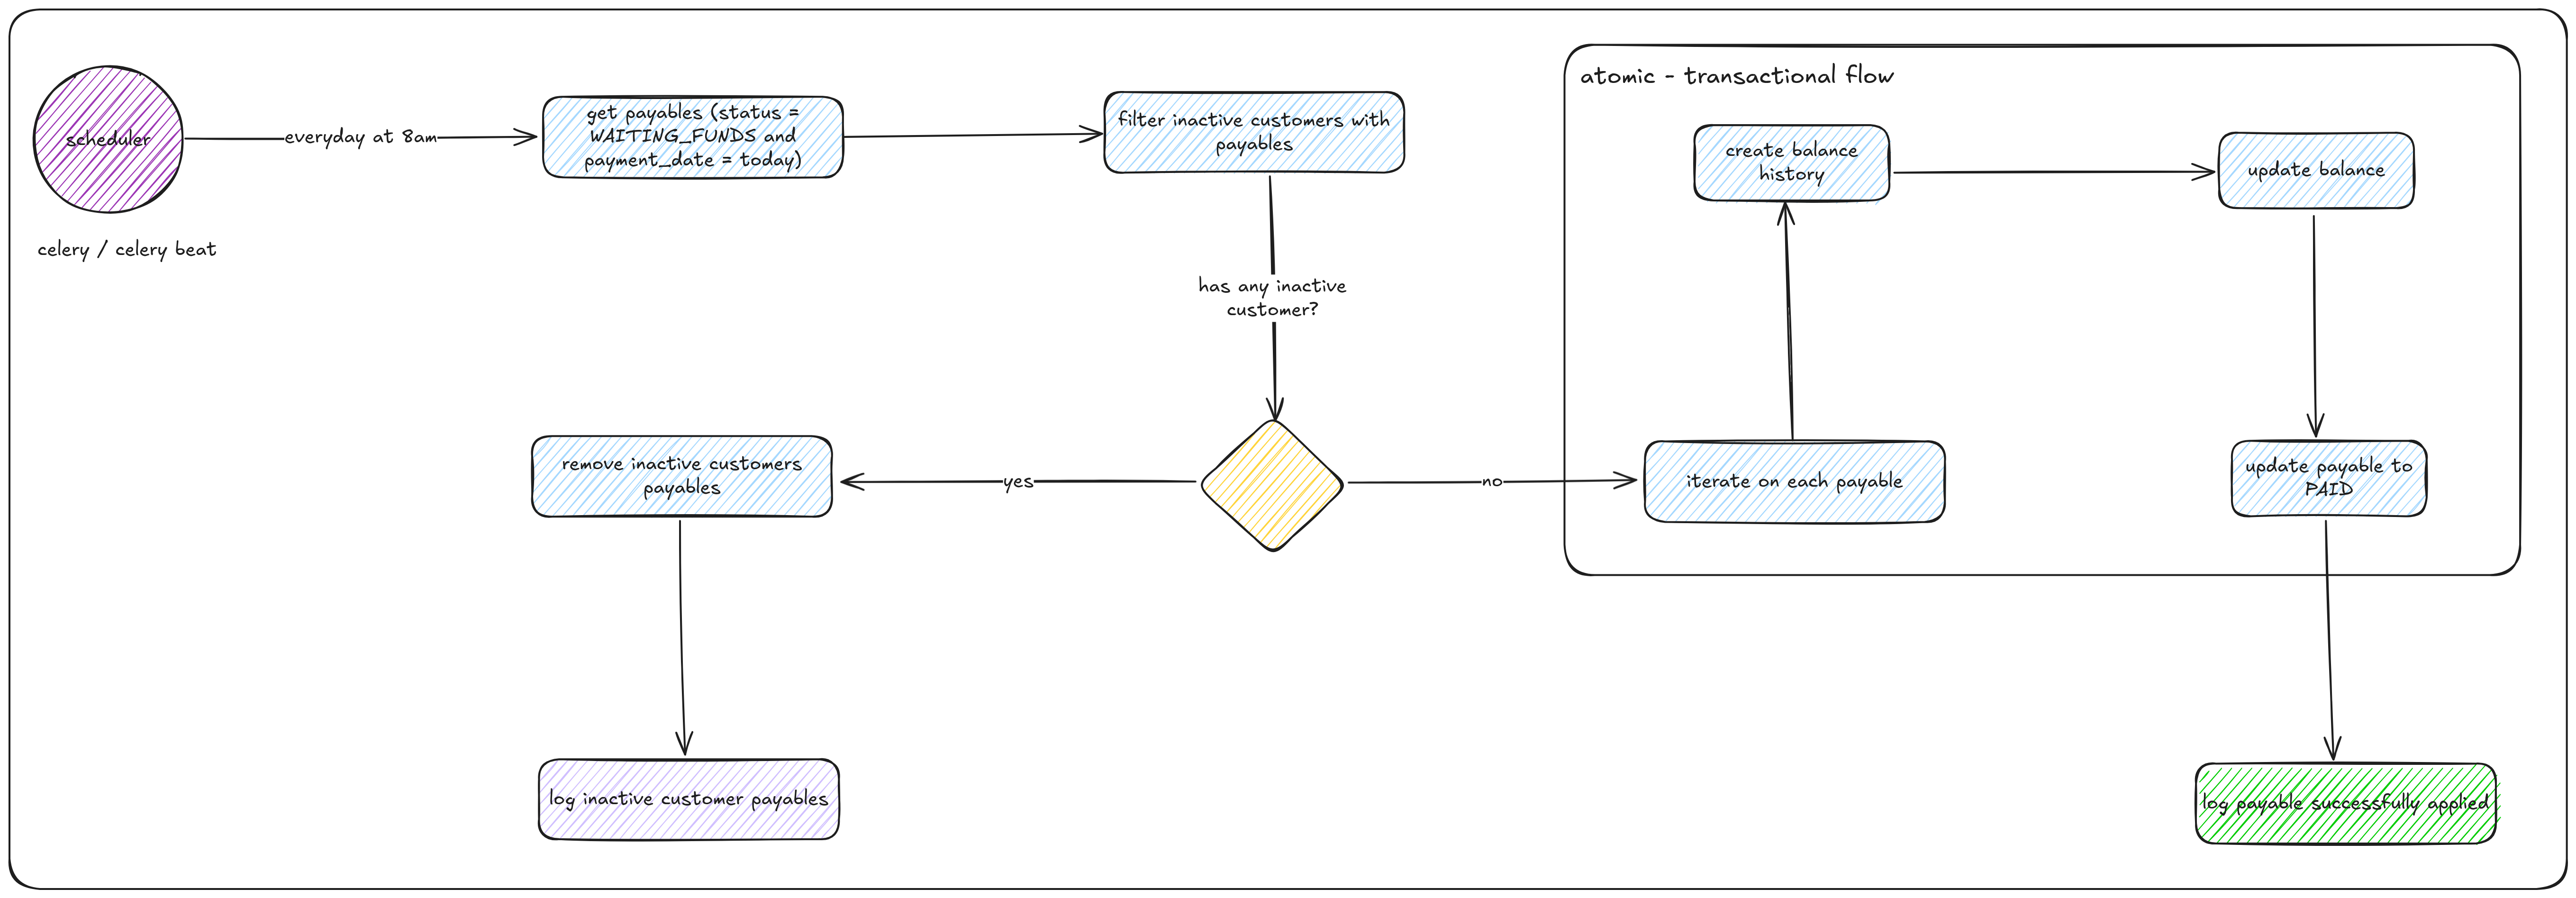 atomic - transactional flow
scheduler
everyday at 8am
get payables (status =
WAITING_FUNDS and
payment_date = today)
filter inactive customers with
payables
create balance
history
update balance
celery / celery beat
has any inactive
customer?
remove inactive customers
payables
yes
no
iterate on each payable
update payable to
PAID
log inactive customer payables
log payable successfully applied